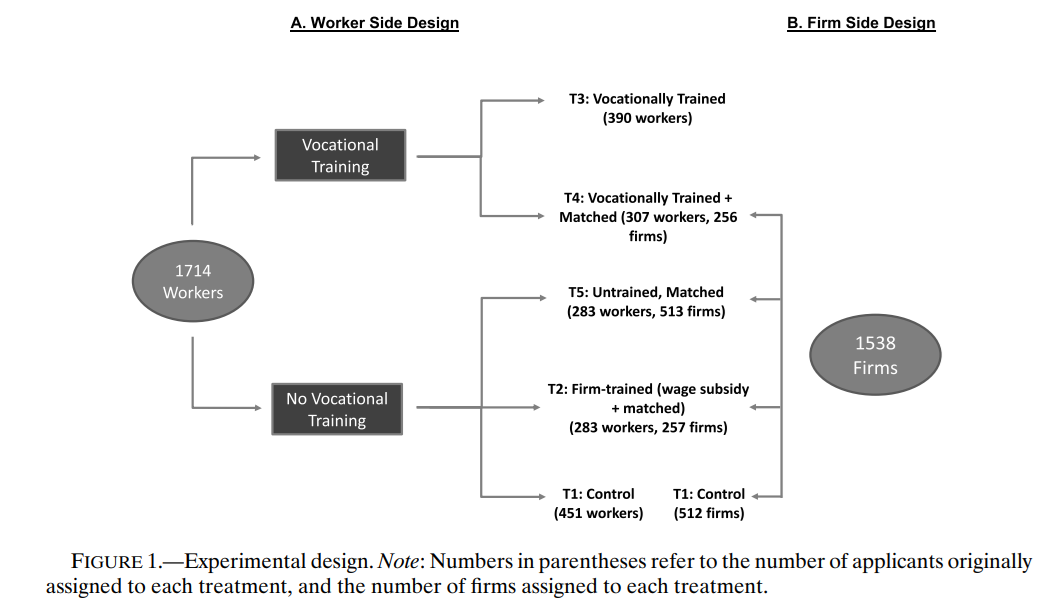 A. Worker Side Design
B. Firm Side Design
T3: Vocationally Trained
(390 workers)
Vocational
Training
T4: Vocationally Trained +
Matched (307 workers, 256
firms)
1714
Workers
T5: Untrained, Matched
(283 workers, 513 firms)
1538
Firms
No Vocational
Training
T2: Firm-trained (wage subsidy
+ matched)
(283 workers, 257 firms)
T1: Control
(451 workers)
T1: Control
(512 firms)
FIGURE 1.—Experimental design. Note: Numbers in parentheses refer to the number of applicants originally
assigned to each treatment, and the number of firms assigned to each treatment.